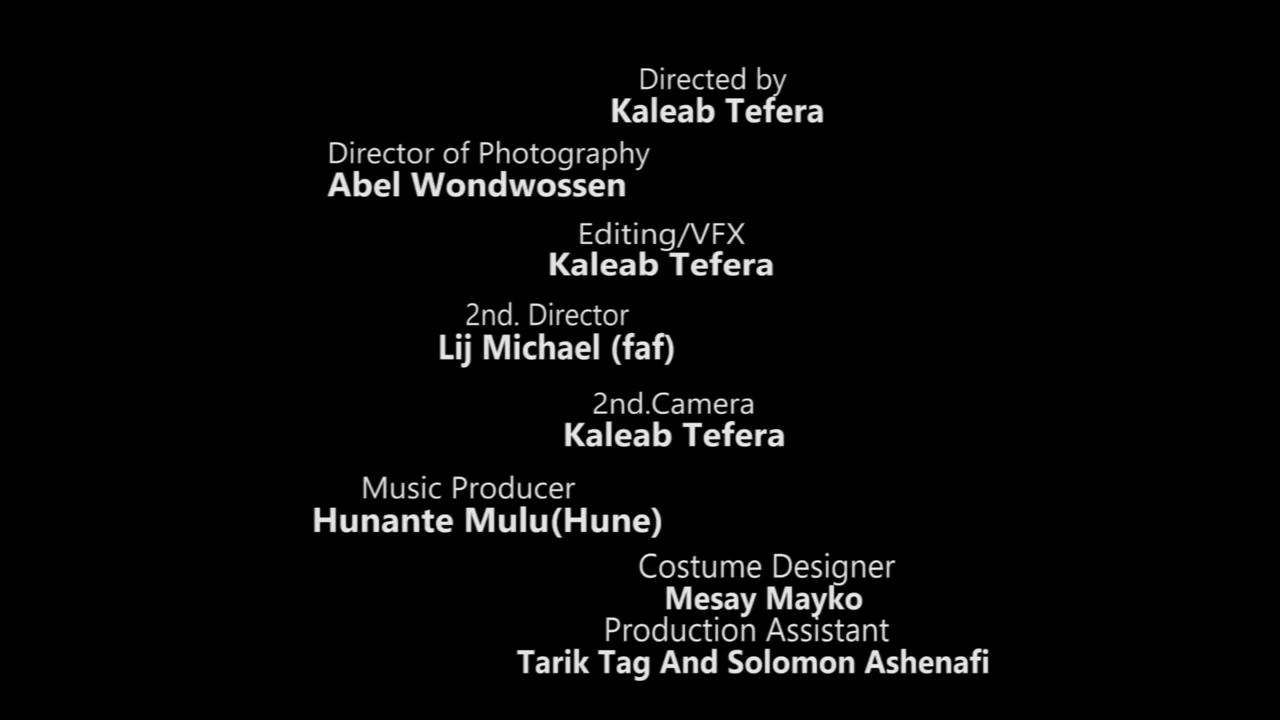 Directed by
Kaleab Tefera
Director of Photography
Abel Wondwossen
Editing/VFX
Kaleab Tefera
2nd. Director
Lij Michael (faf)
2nd.Camera
Kaleab Tefera
Music Producer
Hunante Mulu(Hune)
Costume Designer
Mesay Mayko
Production Assistant
Tarik Tag And Solomon Ashenafi